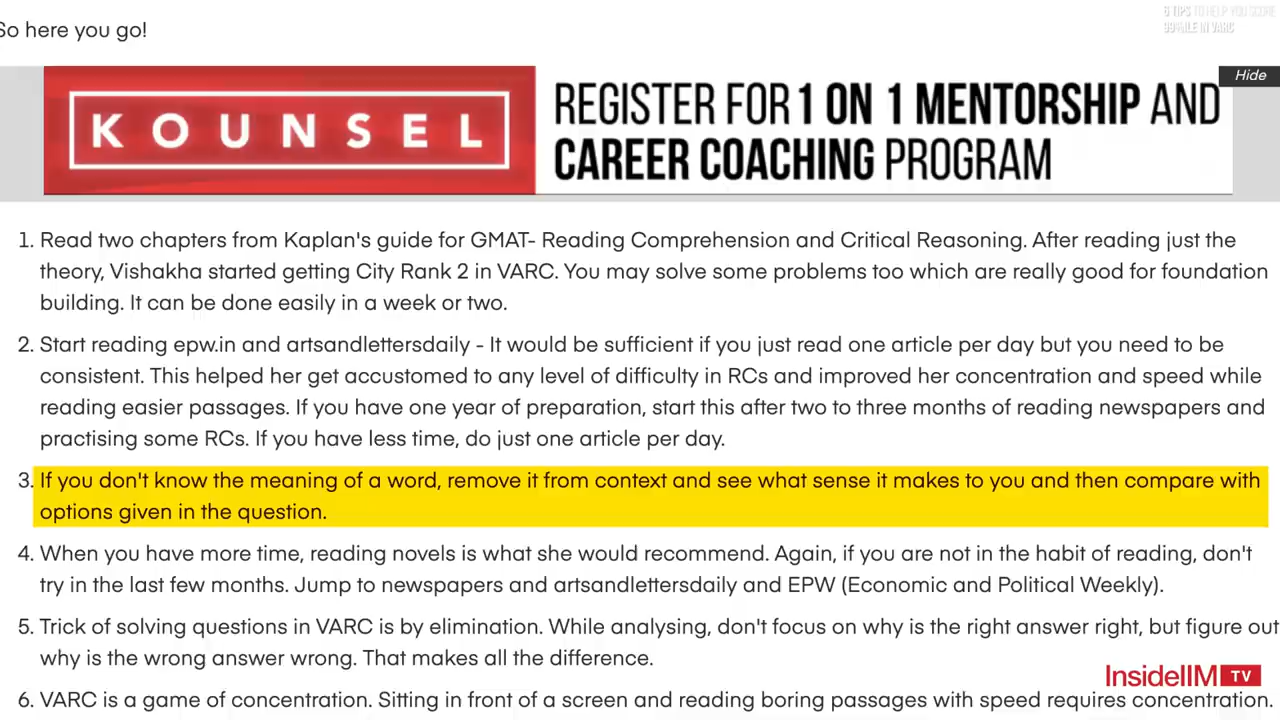 6 TIPS TO HELP YOU SCORE
99%ILE IN VARC
So here you go!
Hide
KOUNSEL
REGISTER FOR 1 ON 1 MENTORSHIP AND
CAREER COACHING PROGRAM
1. Read two chapters from Kaplan's guide for GMAT- Reading Comprehension and Critical Reasoning. After reading just the
theory, Vishakha started getting City Rank 2 in VARC. You may solve some problems too which are really good for foundation
building. It can be done easily in a week or two.
2. Start reading epw.in and artsandlettersdaily - It would be sufficient if you just read one article per day but you need to be
consistent. This helped her get accustomed to any level of difficulty in RCs and improved her concentration and speed while
reading easier passages. If you have one year of preparation, start this after two to three months of reading newspapers and
practising some RCs. If you have less time, do just one article per day.
3. If you don't know the meaning of a word, remove it from context and see what sense it makes to you and then compare with
options given in the question.
4. When you have more time, reading novels is what she would recommend. Again, if you are not in the habit of reading, don't
try in the last few months. Jump to newspapers and artsandlettersdaily and EPW (Economic and Political Weekly).
5. Trick of solving questions in VARC is by elimination. While analysing, don't focus on why is the right answer right, but figure out
why is the wrong answer wrong. That makes all the difference.
InsideIIM TV
6. VARC is a game of concentration. Sitting in front of a screen and reading boring passages with speed requires concentration.